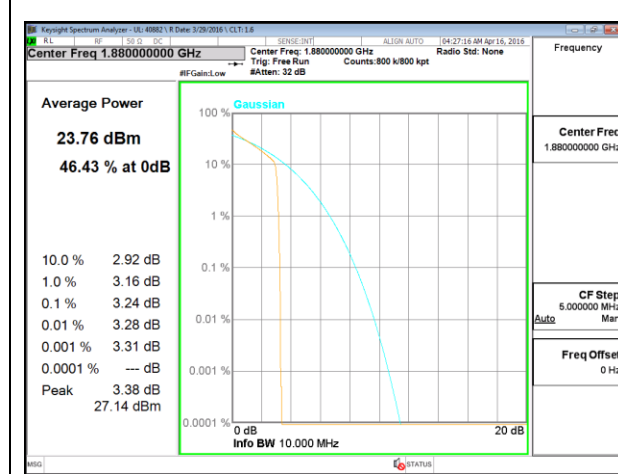 Keysight Spectrum Analyzer - UL: 40882 \ R Date: 3/29/2016 \ CLT: 1.6
RL RF 50 Ω DC SENSE:INT ALIGN AUTO 04:27:16 AM Apr 16, 2016
Center Freq 1.880000000 GHz
Center Freq: 1.880000000 GHz Radio Std: None
Trig: Free Run Counts:800 k/800 kpt
#IFGain:Low #Atten: 32 dB
Frequency
Average Power
23.76 dBm
46.43 % at 0dB
10.0 % 2.92 dB
1.0 % 3.16 dB
0.1 % 3.24 dB
0.01 % 3.28 dB
0.001 % 3.31 dB
0.0001 % --- dB
Peak 3.38 dB
27.14 dBm
Gaussian
100 %
10 %
1 %
0.1 %
0.01 %
0.001 %
0.0001 %
0 dB 20 dB
Info BW 10.000 MHz
Center Freq
1.880000000 GHz
CF Step
5.000000 MHz
Auto Man
Freq Offset
0 Hz
MSG STATUS